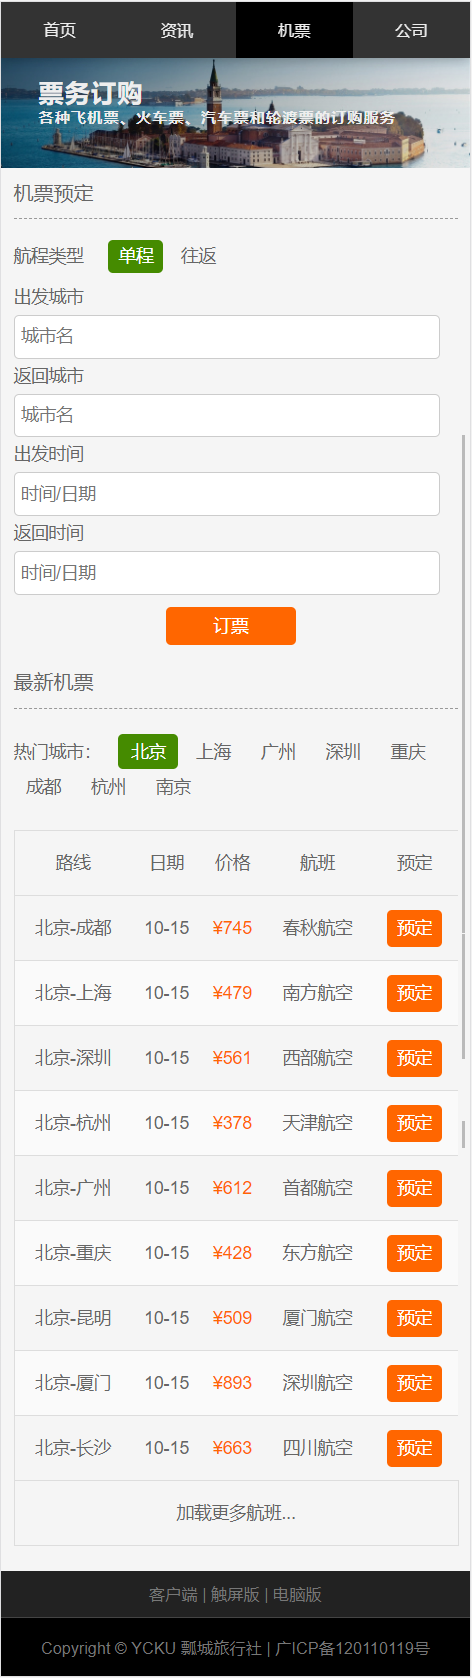 首页 资讯 机票 公司
票务订购
各种飞机票、火车票、汽车票和轮渡票的订购服务
机票预定
航程类型 单程 往返
出发城市
城市名
返回城市
城市名
出发时间
时间/日期
返回时间
时间/日期
订票
最新机票
热门城市: 北京 上海 广州 深圳 重庆
成都 杭州 南京
路线 日期 价格 航班 预定
北京-成都 10-15 ¥745 春秋航空 预定
北京-上海 10-15 ¥479 南方航空 预定
北京-深圳 10-15 ¥561 西部航空 预定
北京-杭州 10-15 ¥378 天津航空 预定
北京-广州 10-15 ¥612 首都航空 预定
北京-重庆 10-15 ¥428 东方航空 预定
北京-昆明 10-15 ¥509 厦门航空 预定
北京-厦门 10-15 ¥893 深圳航空 预定
北京-长沙 10-15 ¥663 四川航空 预定
加载更多航班...
客户端 | 触屏版 | 电脑版
Copyright © YCKU 瓢城旅行社 | 广ICP备120110119号